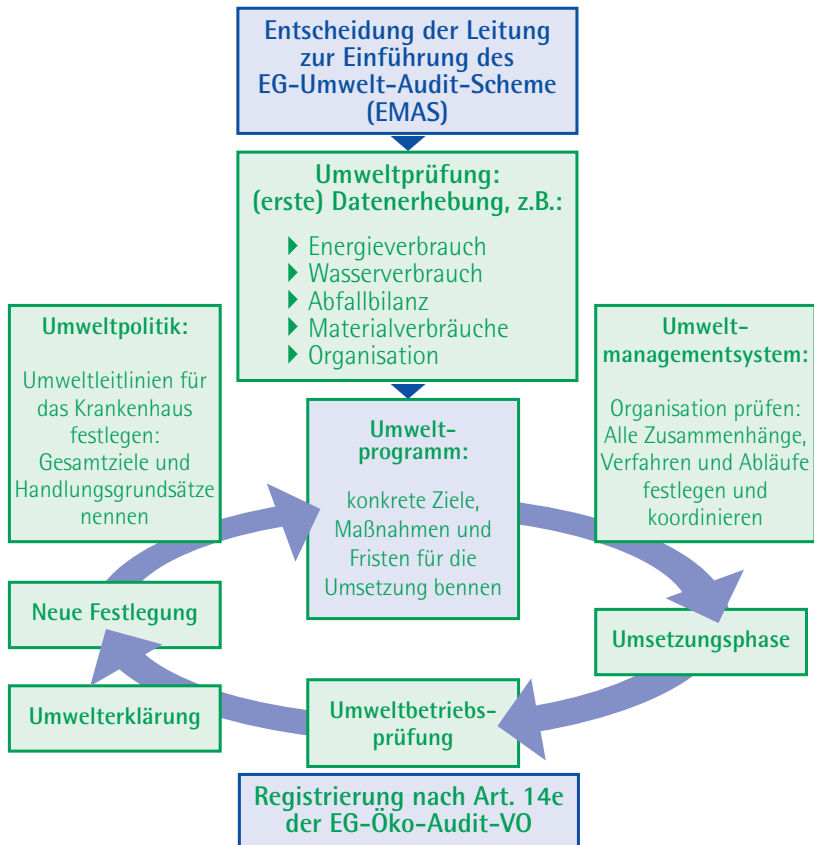 Entscheidung der Leitung
zur Einführung des
EG-Umwelt-Audit-Scheme
(EMAS)
Umweltprüfung:
(erste) Datenerhebung, z.B.:
Energieverbrauch
Wasserverbrauch
Abfallbilanz
Materialverbräuche
Organisation
Umweltpolitik:
Umweltleitlinien für
das Krankenhaus
festlegen:
Gesamtziele und
Handlungsgrundsätze
nennen
Umwelt-
programm:
konkrete Ziele,
Maßnahmen und
Fristen für die
Umsetzung bennen
Umwelt-
managementsystem:
Organisation prüfen:
Alle Zusammenhänge,
Verfahren und Abläufe
festlegen und
koordinieren
Neue Festlegung
Umsetzungsphase
Umwelterklärung
Umweltbetriebs-
prüfung
Registrierung nach Art. 14e
der EG-Öko-Audit-VO